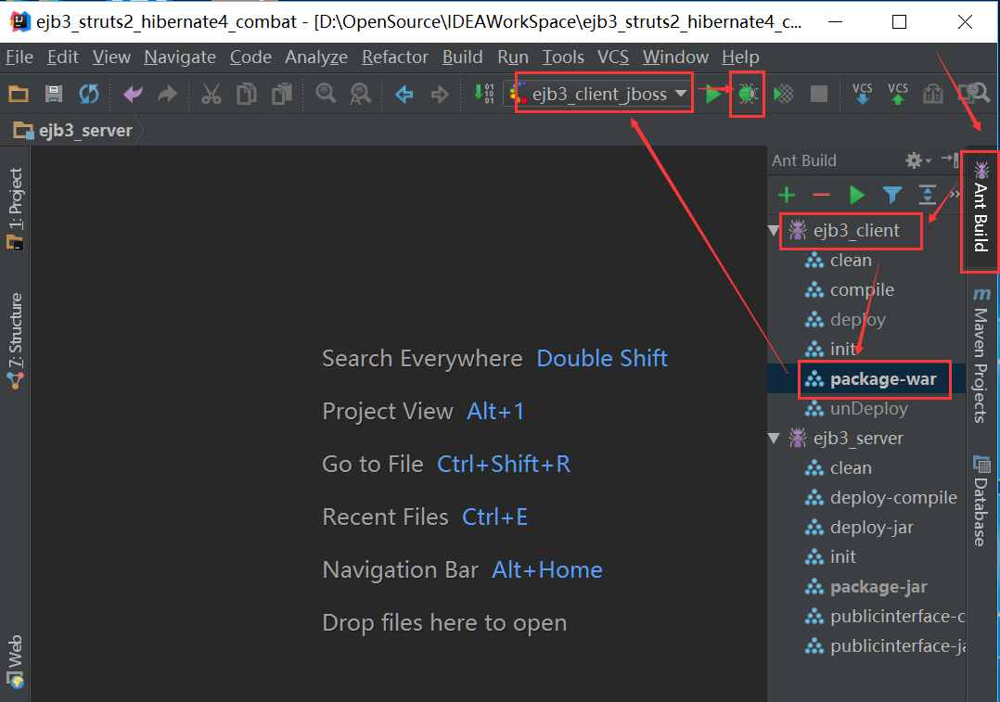 ejb3_struts2_hibernate4_combat - [D:\OpenSource\IDEAWorkSpace\ejb3_struts2_hibernate4_c...
File Edit View Navigate Code Analyze Refactor Build Run Tools VCS Window Help
ejb3_client_jboss
VCS VCS
ejb3_server
1: Project
7: Structure
Web
Search Everywhere Double Shift
Project View Alt+1
Go to File Ctrl+Shift+R
Recent Files Ctrl+E
Navigation Bar Alt+Home
Drop files here to open
Ant Build
ejb3_client
clean
compile
deploy
init
package-war
unDeploy
ejb3_server
clean
deploy-compile
deploy-jar
init
package-jar
publicinterface-c
publicinterface-ja
Ant Build
Maven Projects
Database